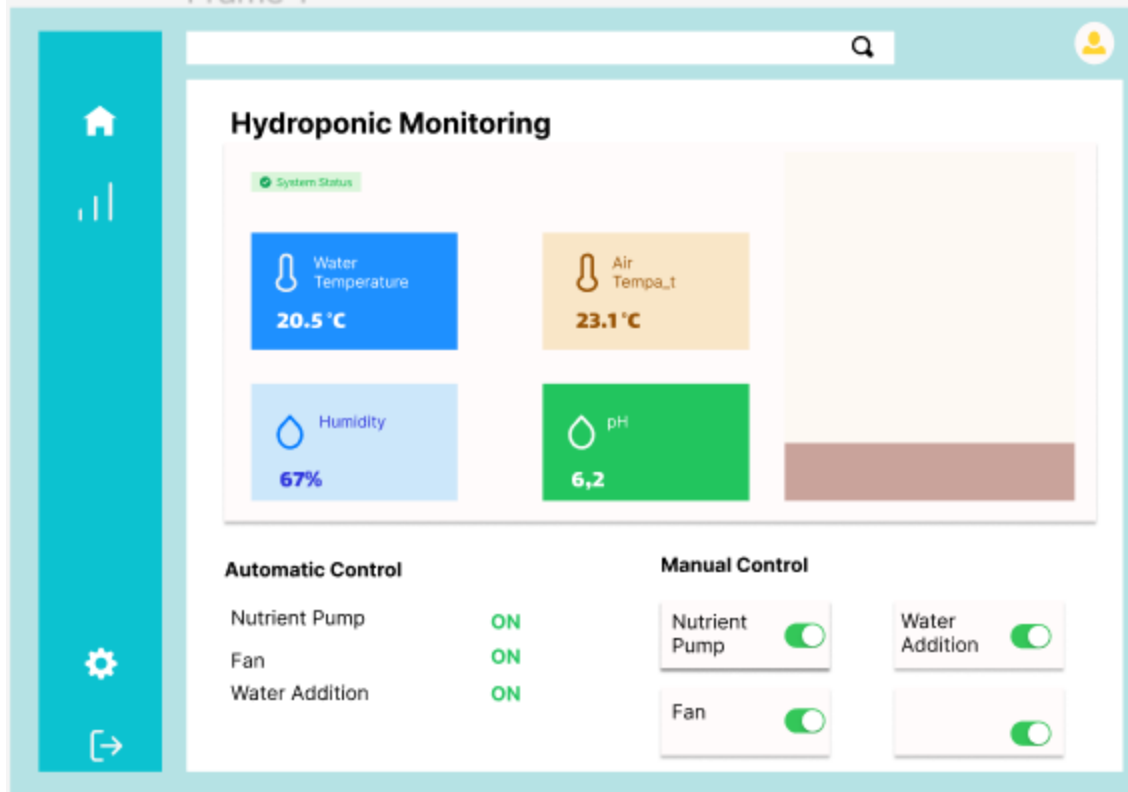 Hydroponic Monitoring
System Status
Water
Temperature
20.5°C
Air
Tempa_t
23.1°C
Humidity
67%
pH
6,2
Automatic Control
Nutrient Pump ON
Fan ON
Water Addition ON
Manual Control
Nutrient
Pump
Water
Addition
Fan